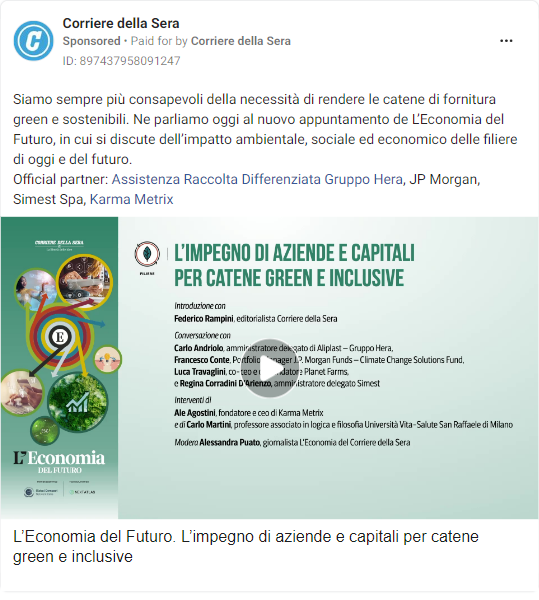 Corriere della Sera
Sponsored • Paid for by Corriere della Sera
ID: 897437958091247
Siamo sempre più consapevoli della necessità di rendere le catene di fornitura
green e sostenibili. Ne parliamo oggi al nuovo appuntamento de L’Economia del
Futuro, in cui si discute dell’impatto ambientale, sociale ed economico delle filiere
di oggi e del futuro.
Official partner: Assistenza Raccolta Differenziata Gruppo Hera, JP Morgan,
Simest Spa, Karma Metrix
CORRIERE DELLA SERA
E
L’Economia
DEL FUTURO
FILIERE
L’IMPEGNO DI AZIENDE E CAPITALI
PER CATENE GREEN E INCLUSIVE
Introduzione con
Federico Rampini, editorialista Corriere della Sera
Conversazione con
Carlo Andriolo, amministratore delegato di Aliplast – Gruppo Hera,
Francesco Conte, Portfolio Manager J.P. Morgan Funds – Climate Change Solutions Fund,
Luca Travaglini, co-ceo e fondatore Planet Farms,
e Regina Corradini D’Arienzo, amministratore delegato Simest
Interventi di
Ale Agostini, fondatore e ceo di Karma Metrix
e di Carlo Martini, professore associato in logica e filosofia Università Vita-Salute San Raffaele di Milano
Modera Alessandra Puato, giornalista L’Economia del Corriere della Sera
L’Economia del Futuro. L’impegno di aziende e capitali per catene
green e inclusive